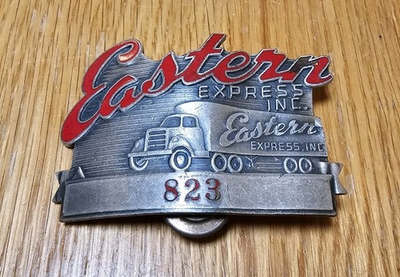 Eastern
EXPRESS
INC.
Eastern
EXPRESS, INC.
823